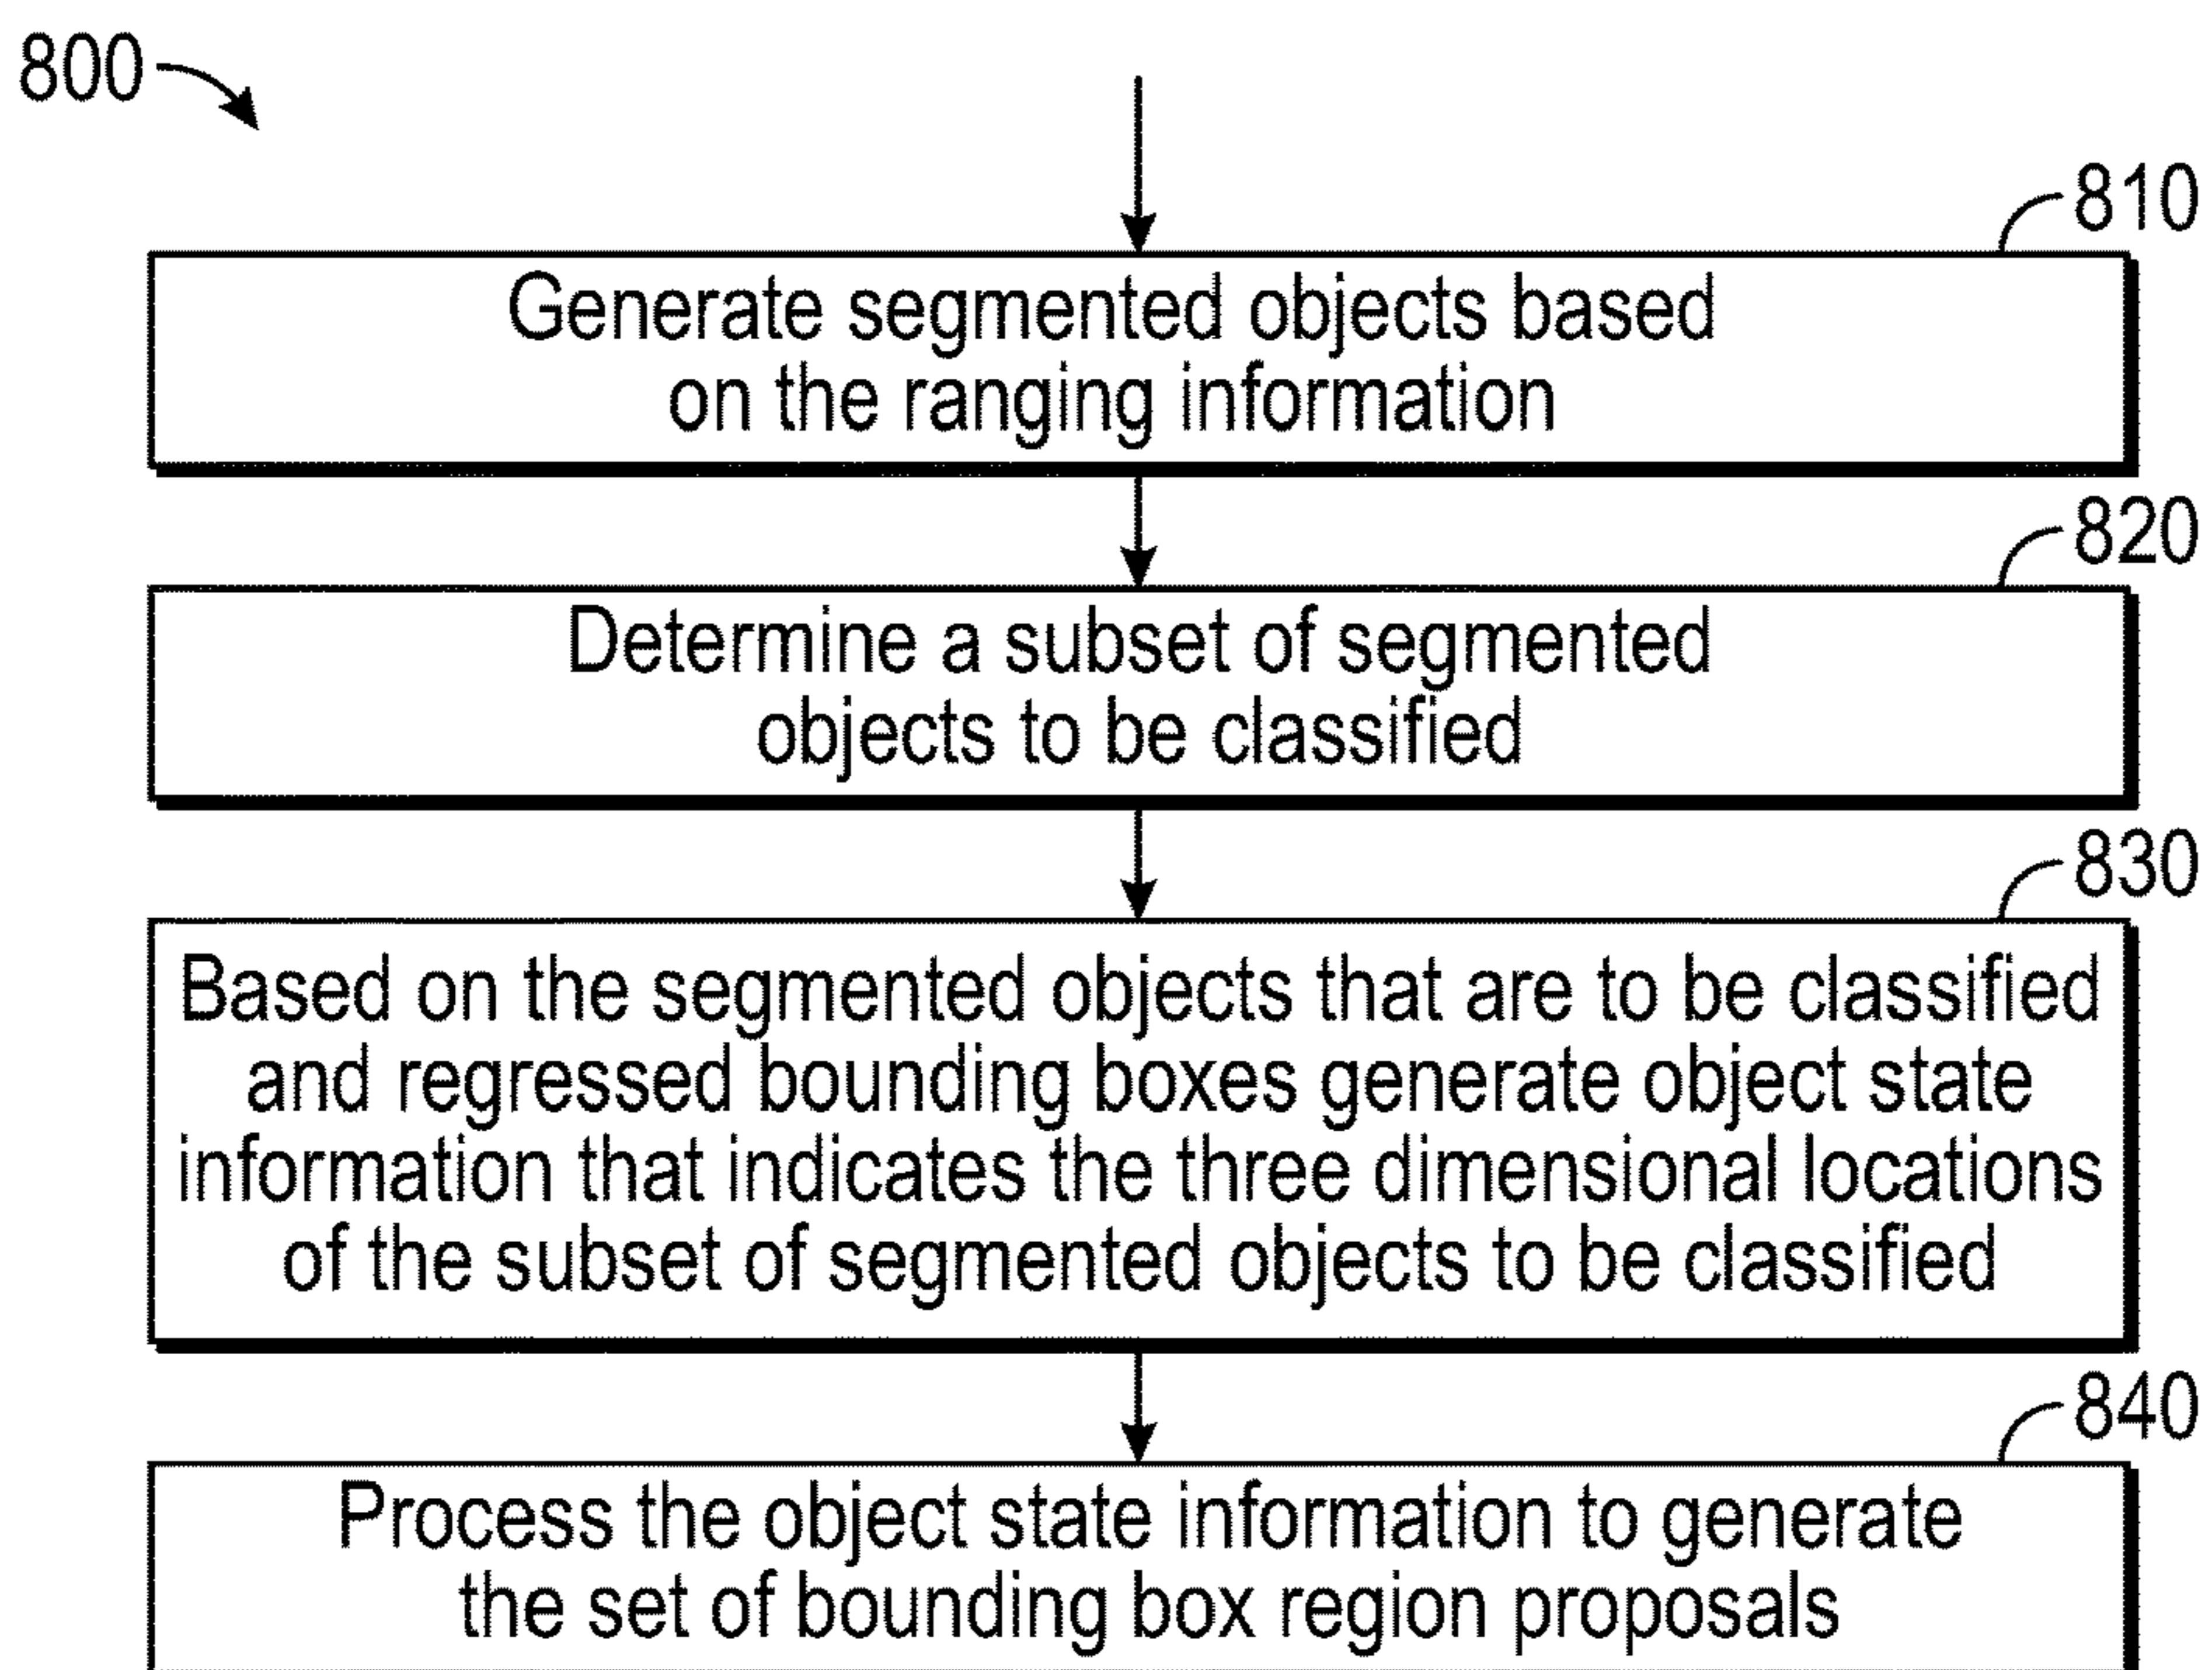 800
810
Generate segmented objects based
on the ranging information
820
Determine a subset of segmented
objects to be classified
830
Based on the segmented objects that are to be classified
and regressed bounding boxes generate object state
information that indicates the three dimensional locations
of the subset of segmented objects to be classified
840
Process the object state information to generate
the set of bounding box region proposals